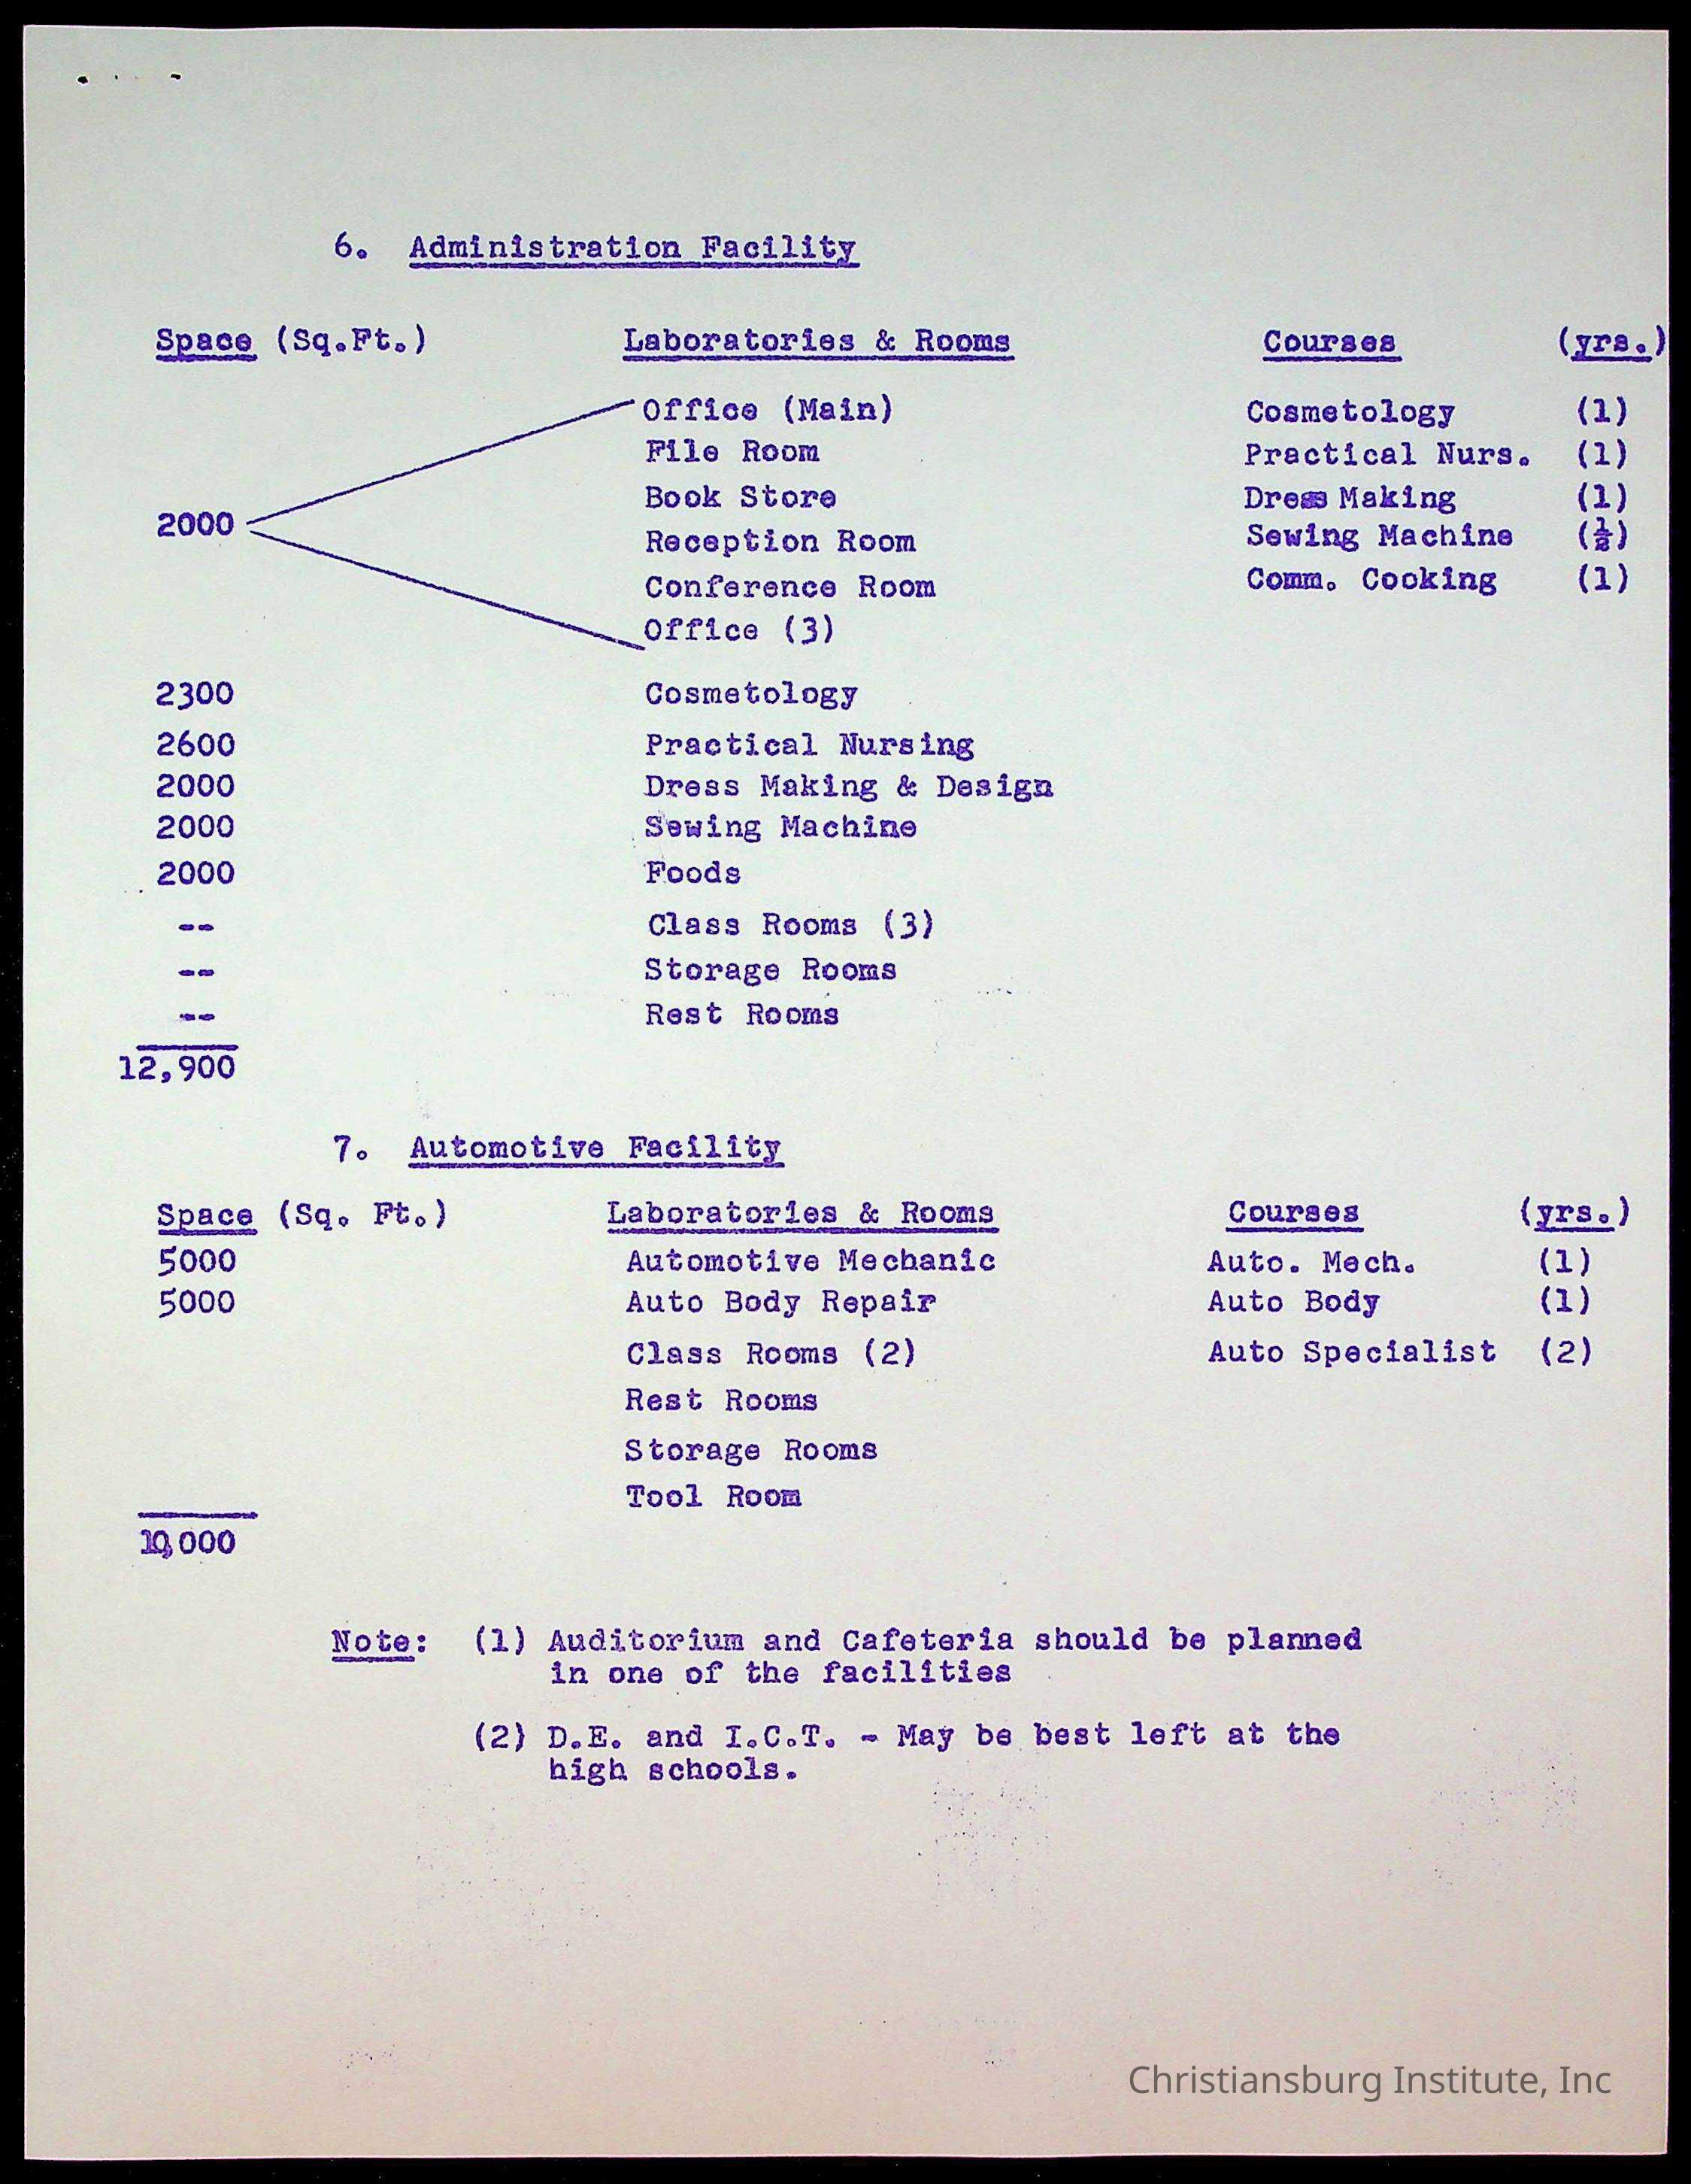 6. Administration Facility
Space (Sq.Ft.) Laboratories & Rooms Courses (yrs.)
Office (Main) Cosmetology (1)
File Room Practical Nurs. (1)
Book Store Dress Making (1)
2000 Reception Room Sewing Machine (½)
Conference Room Comm. Cooking (1)
Office (3)
2300 Cosmetology
2600 Practical Nursing
2000 Dress Making & Design
2000 Sewing Machine
2000 Foods
-- Class Rooms (3)
-- Storage Rooms
-- Rest Rooms
12,900
7. Automotive Facility
Space (Sq. Ft.) Laboratories & Rooms Courses (yrs.)
5000 Automotive Mechanic Auto. Mech. (1)
5000 Auto Body Repair Auto Body (1)
Class Rooms (2) Auto Specialist (2)
Rest Rooms
Storage Rooms
Tool Room
10,000
Note: (1) Auditorium and Cafeteria should be planned
in one of the facilities
(2) D.E. and I.C.T. - May be best left at the
high schools.
Christiansburg Institute, Inc